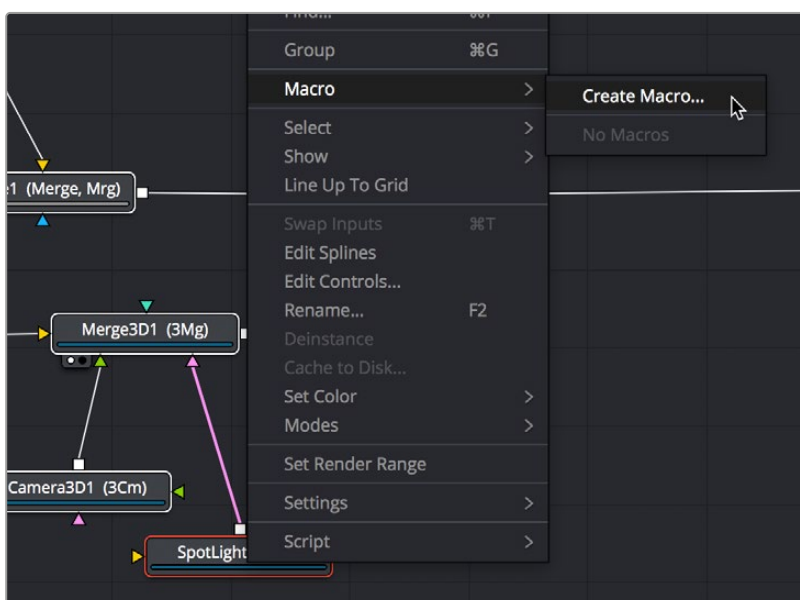 Group ⌘G
Macro >
Create Macro...
Select >
No Macros
Show >
Line Up To Grid
Swap Inputs ⌘T
Edit Splines
Edit Controls...
Rename... F2
Deinstance
Cache to Disk...
Set Color >
Modes >
Set Render Range
Settings >
Script >
(Merge, Mrg)
Merge3D1 (3Mg)
Camera3D1 (3Cm)
SpotLight